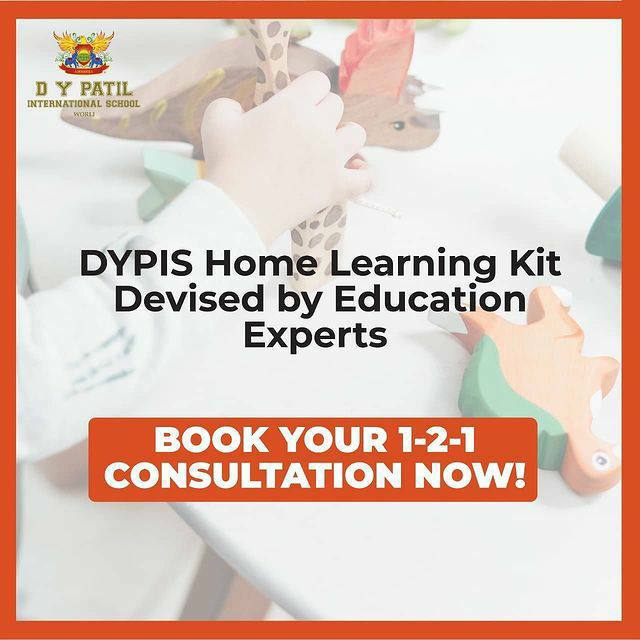 D Y PATIL
INTERNATIONAL SCHOOL
WORLI
DYPIS Home Learning Kit
Devised by Education
Experts
BOOK YOUR 1-2-1
CONSULTATION NOW!